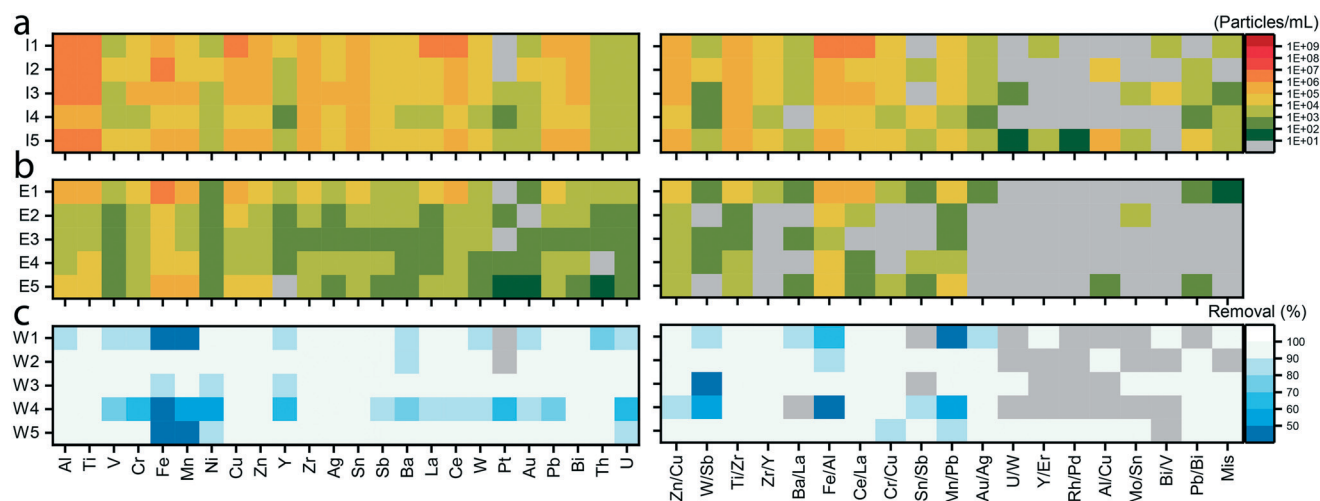 a
(Particles/mL)
I1
I2
I3
I4
I5
1E+09
1E+08
1E+07
1E+06
1E+05
1E+04
1E+03
1E+02
1E+01
b
E1
E2
E3
E4
E5
c
Removal (%)
W1
W2
W3
W4
W5
100
90
80
70
60
50
Al Ti V Cr Fe Mn Ni Cu Zn Y Zr Ag Sn Sb Ba La Ce W Pt Au Pb Bi Th U
Zn/Cu W/Sb Ti/Zr Zr/Y Ba/La Fe/Al Ce/La Cr/Cu Sn/Sb Mn/Pb Au/Ag U/W Y/Er Rh/Pd Al/Cu Mo/Sn Bi/V Pb/Bi Mis